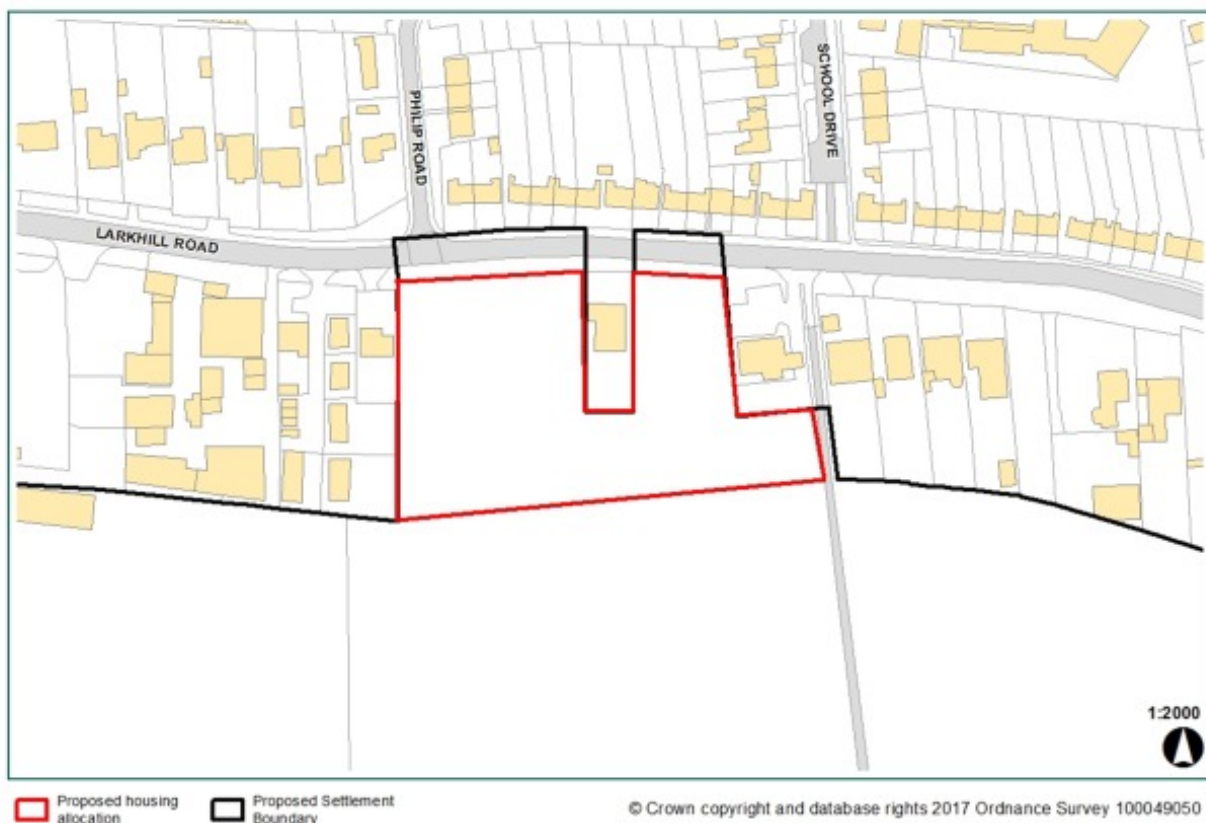 PHILIP ROAD
SCHOOL DRIVE
LARKHILL ROAD
1:2000
Proposed housing
allocation
Proposed Settlement
Boundary
© Crown copyright and database rights 2017 Ordnance Survey 100049050